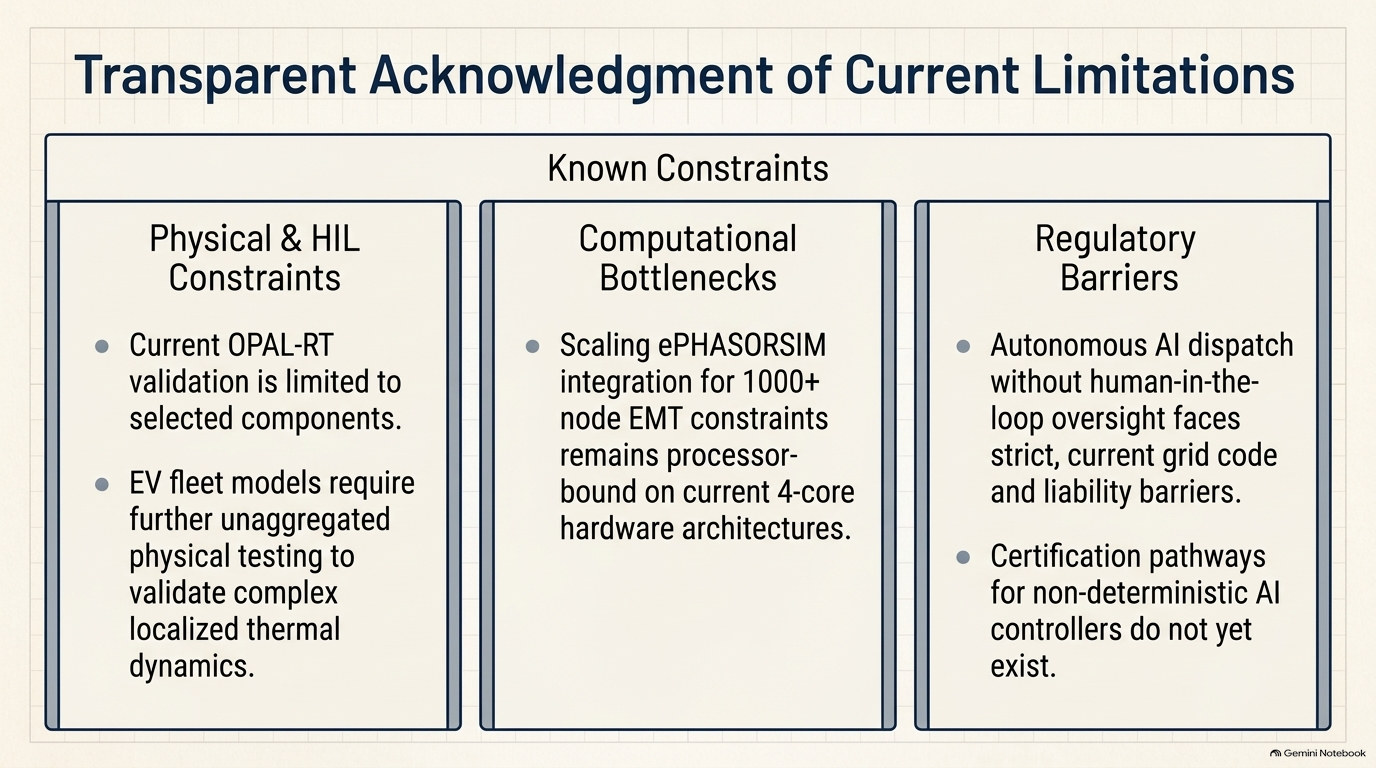 Transparent Acknowledgment of Current Limitations
Known Constraints
Physical & HIL
Constraints
Current OPAL-RT
validation is limited to
selected components.
EV fleet models require
further unaggregated
physical testing to
validate complex
localized thermal
dynamics.
Computational
Bottlenecks
Scaling ePHASORSIM
integration for 1000+
node EMT constraints
remains processor-
bound on current 4-core
hardware architectures.
Regulatory
Barriers
Autonomous AI dispatch
without human-in-the-
loop oversight faces
strict, current grid code
and liability barriers.
Certification pathways
for non-deterministic AI
controllers do not yet
exist.
Gemini Notebook